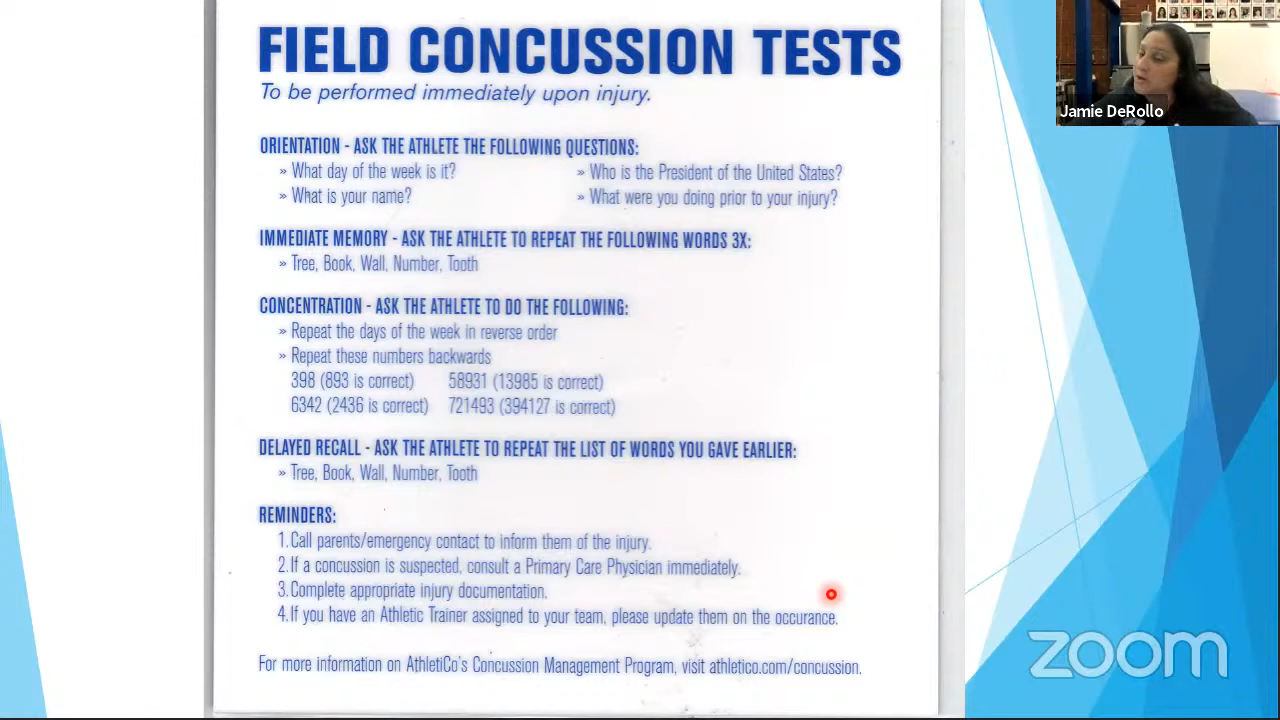 FIELD CONCUSSION TESTS
To be performed immediately upon injury.
ORIENTATION - ASK THE ATHLETE THE FOLLOWING QUESTIONS:
» What day of the week is it?
» Who is the President of the United States?
» What is your name?
» What were you doing prior to your injury?
IMMEDIATE MEMORY - ASK THE ATHLETE TO REPEAT THE FOLLOWING WORDS 3X:
» Tree, Book, Wall, Number, Tooth
CONCENTRATION - ASK THE ATHLETE TO DO THE FOLLOWING:
» Repeat the days of the week in reverse order
» Repeat these numbers backwards
398 (893 is correct) 58931 (13985 is correct)
6342 (2436 is correct) 721493 (394127 is correct)
DELAYED RECALL - ASK THE ATHLETE TO REPEAT THE LIST OF WORDS YOU GAVE EARLIER:
» Tree, Book, Wall, Number, Tooth
REMINDERS:
1. Call parents/emergency contact to inform them of the injury.
2. If a concussion is suspected, consult a Primary Care Physician immediately.
3. Complete appropriate injury documentation.
4. If you have an Athletic Trainer assigned to your team, please update them on the occurance.
For more information on AthletiCo's Concussion Management Program, visit athletico.com/concussion.
Jamie DeRollo
zoom